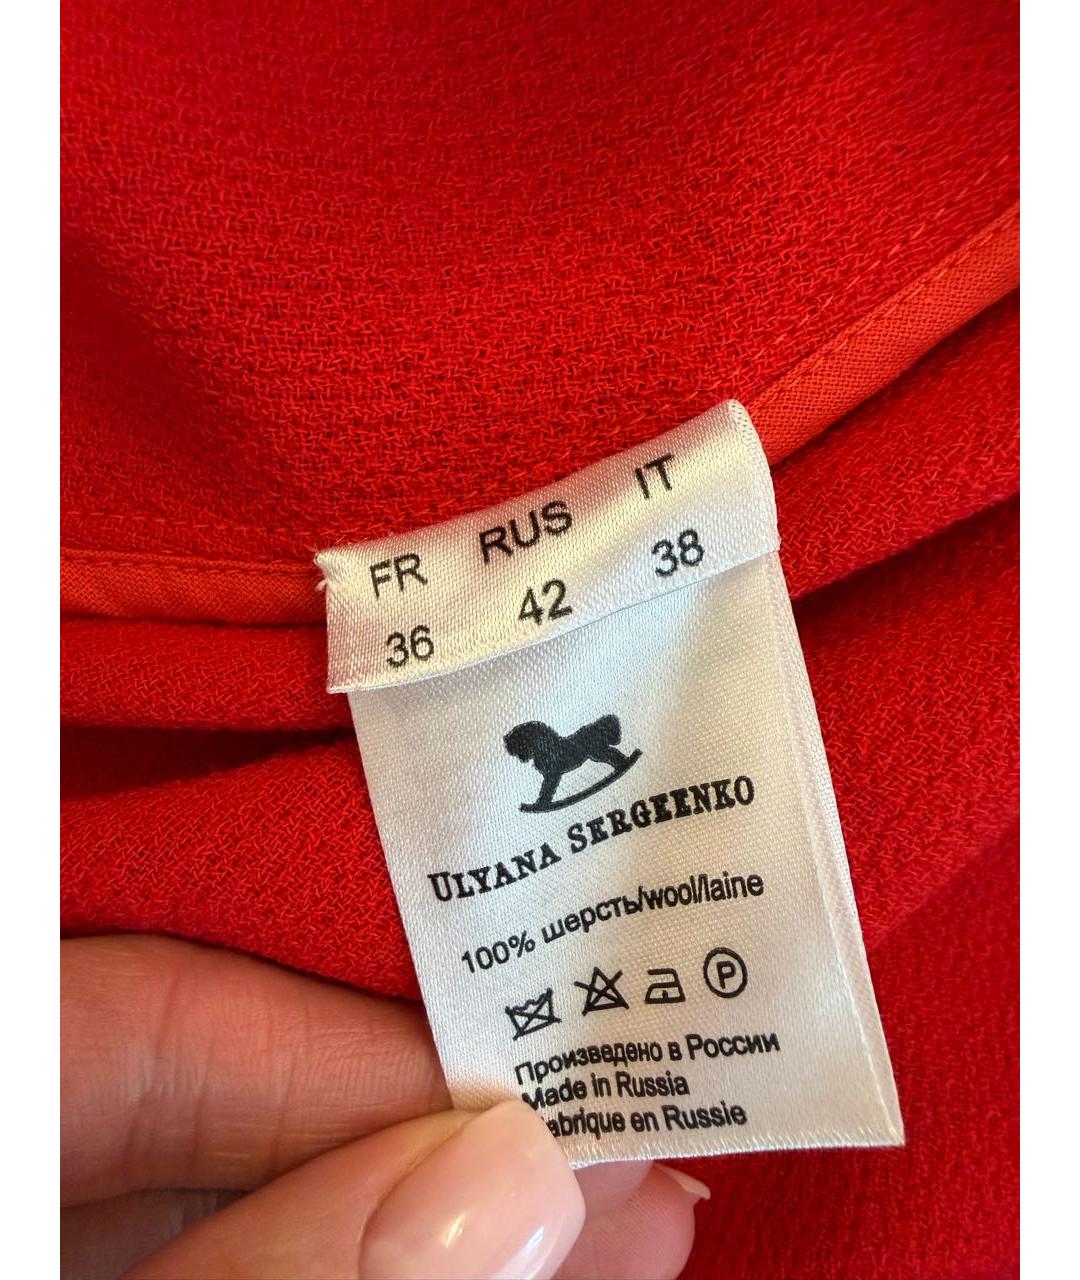 FR RUS IT
36 42 38
ULYANA SERGEENKO
100% шерсть/wool/laine
P
Произведено в России
Made in Russia
abrique en Russie